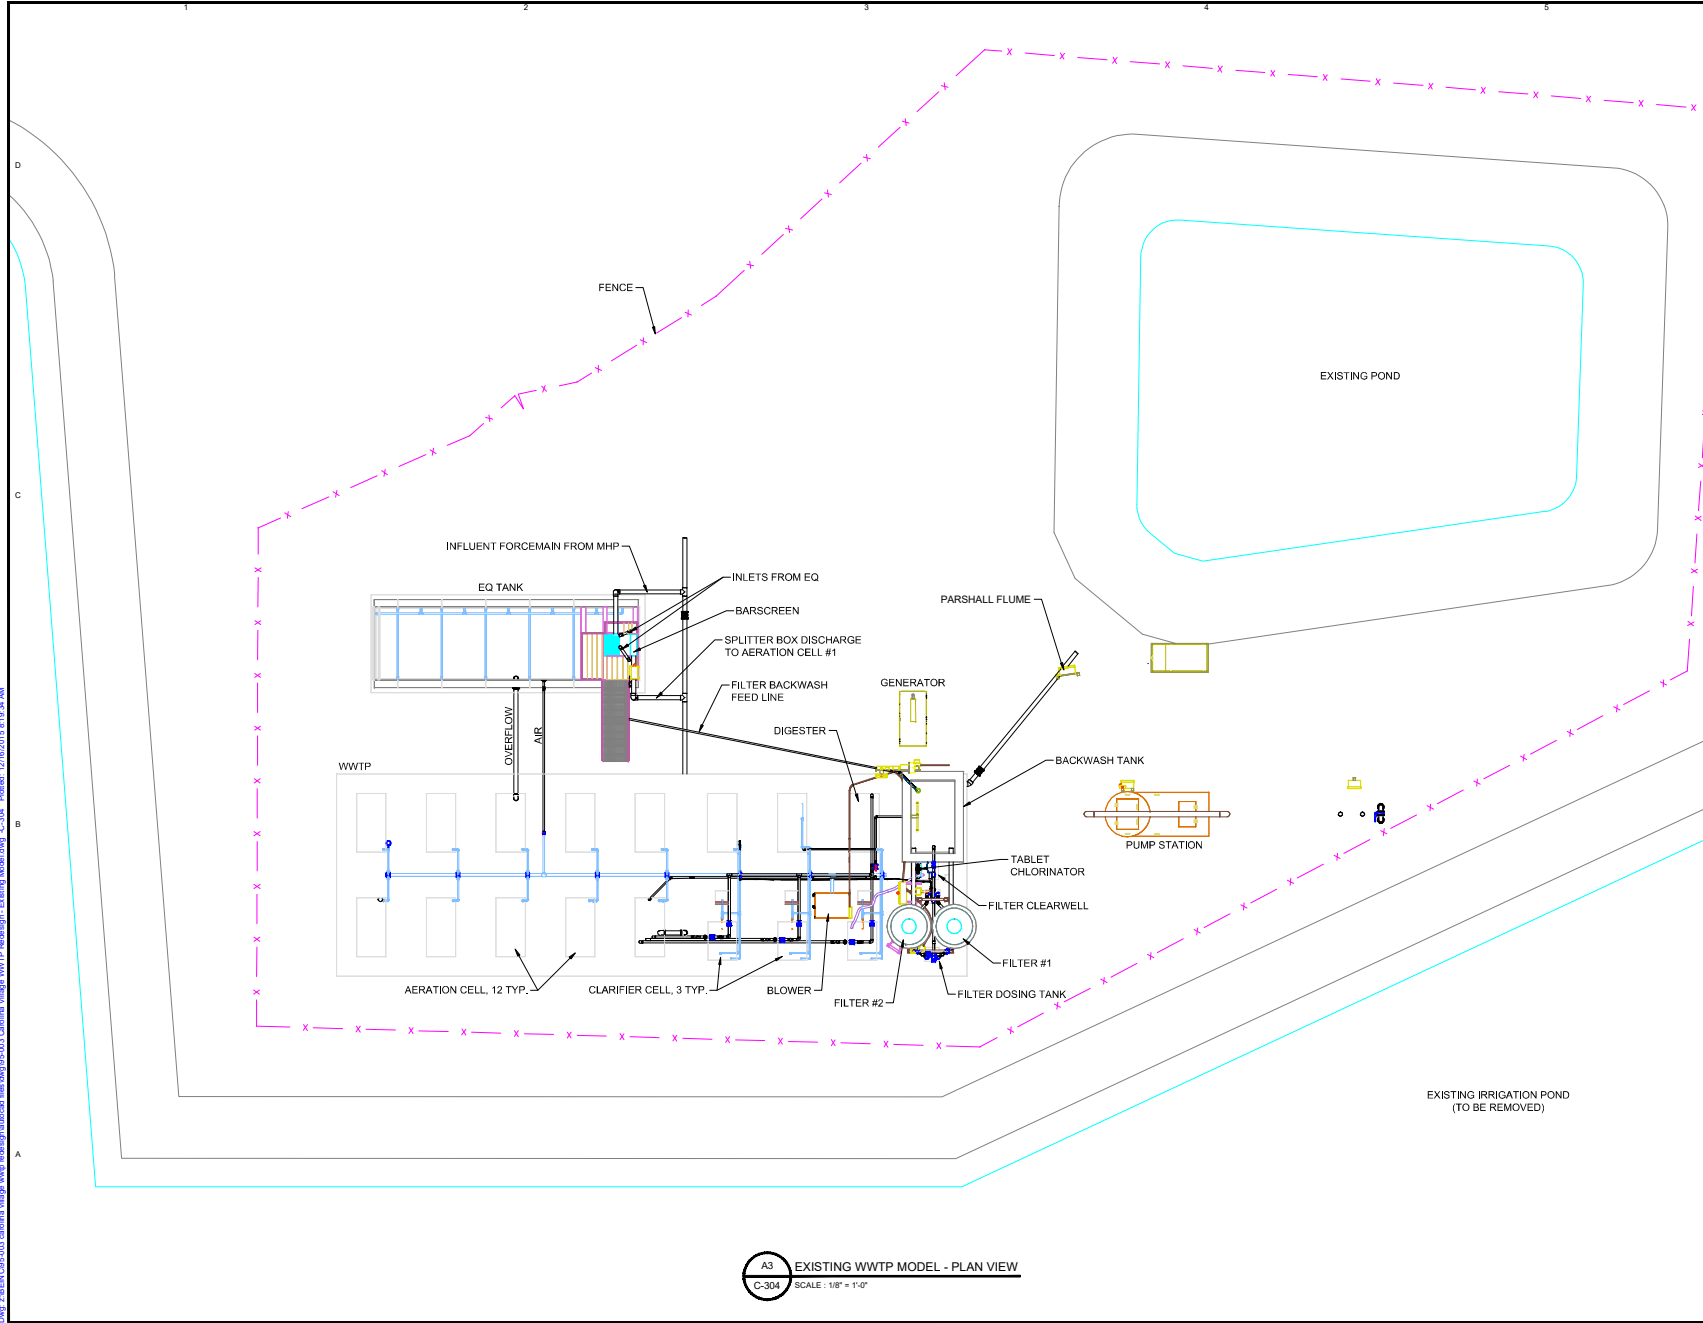 1 2 3 4 5
D
FENCE
EXISTING POND
C
INFLUENT FORCEMAIN FROM MHP
EQ TANK
INLETS FROM EQ
BARSCREEN
SPLITTER BOX DISCHARGE
TO AERATION CELL #1
FILTER BACKWASH
FEED LINE
PARSHALL FLUME
GENERATOR
DIGESTER
OVERFLOW
AIR
WWTP
BACKWASH TANK
B
PUMP STATION
TABLET
CHLORINATOR
FILTER CLEARWELL
FILTER #1
FILTER DOSING TANK
FILTER #2
BLOWER
CLARIFIER CELL, 3 TYP.
AERATION CELL, 12 TYP.
EXISTING IRRIGATION POND
(TO BE REMOVED)
A
A3
C-304
EXISTING WWTP MODEL - PLAN VIEW
SCALE : 1/8" = 1'-0"